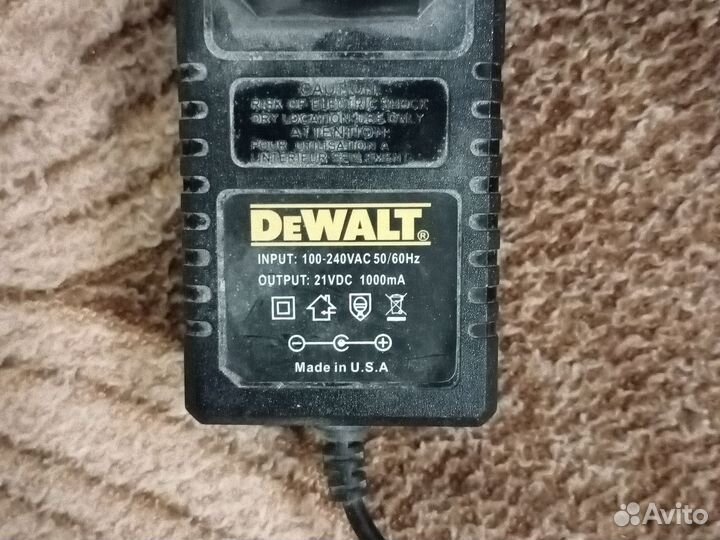 CAUTION
RISK OF ELECTRIC SHOCK
DRY LOCATION USE ONLY
ATTENTION
POUR UTILISATION A
DEWALT®
INPUT: 100-240VAC 50/60Hz
OUTPUT: 21VDC 1000mA
Made in U.S.A
Avito